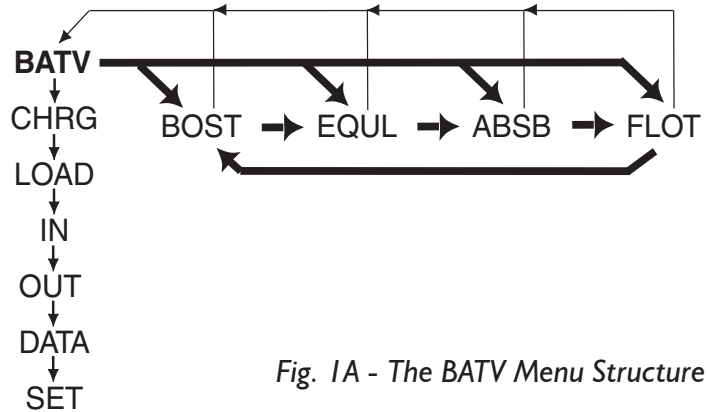 BATV
CHRG BOST EQUL ABSB FLOT
LOAD
IN
OUT
DATA
SET
Fig. 1A - The BATV Menu Structure